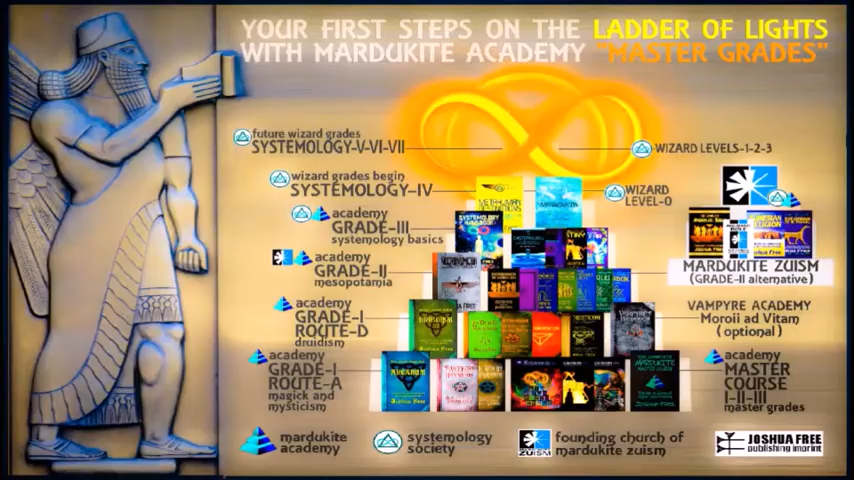 YOUR FIRST STEPS ON THE LADDER OF LIGHTS
WITH MARDUKITE ACADEMY "MASTER GRADES"
future wizard grades
SYSTEMOLOGY-V-VI-VII
WIZARD LEVELS-1-2-3
wizard grades begin
SYSTEMOLOGY-IV
WIZARD
LEVEL-0
academy
GRADE-III
systemology basics
academy
GRADE-II
mesopotamia
MARDUKITE ZUISM
(GRADE-II alternative)
academy
GRADE-I
ROUTE-D
druidism
VAMPYRE ACADEMY
Moroii ad Vitam
(optional)
academy
GRADE-I
ROUTE-A
magick and
mysticism
academy
MASTER
COURSE
I-II-III
master grades
mardukite
academy
systemology
society
ZUISM
founding church of
mardukite zuism
JOSHUA FREE
publishing imprint